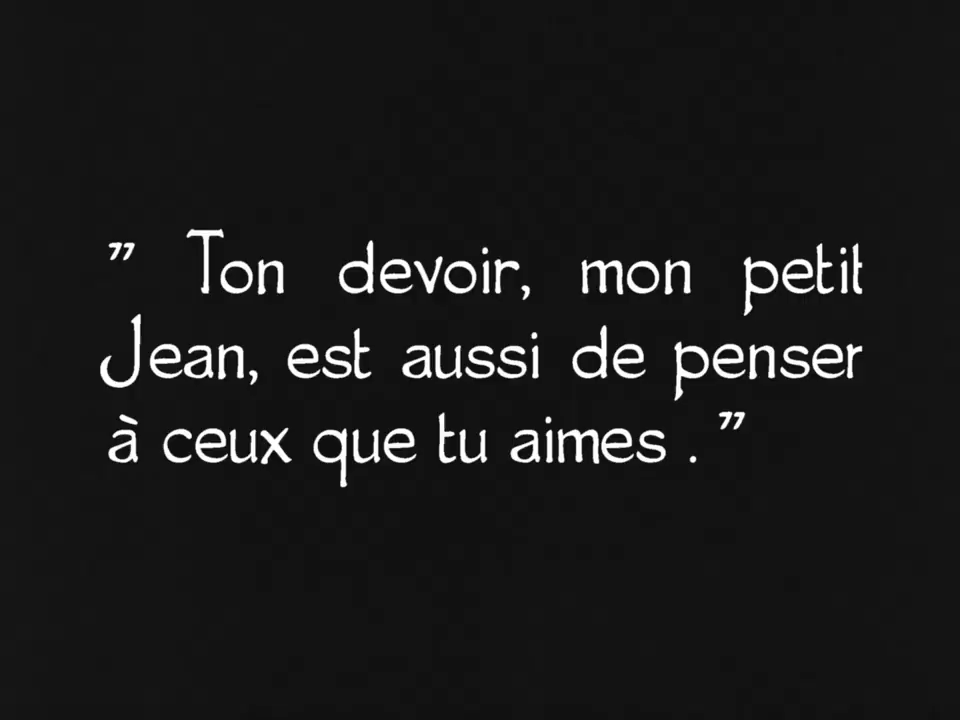 ” Ton devoir, mon petit
Jean, est aussi de penser
à ceux que tu aimes . ”